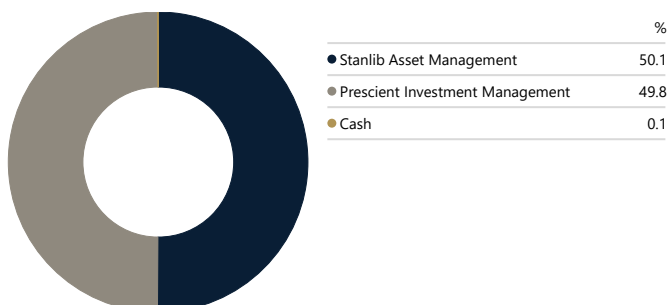 %
Stanlib Asset Management 50.1
Prescient Investment Management 49.8
Cash 0.1